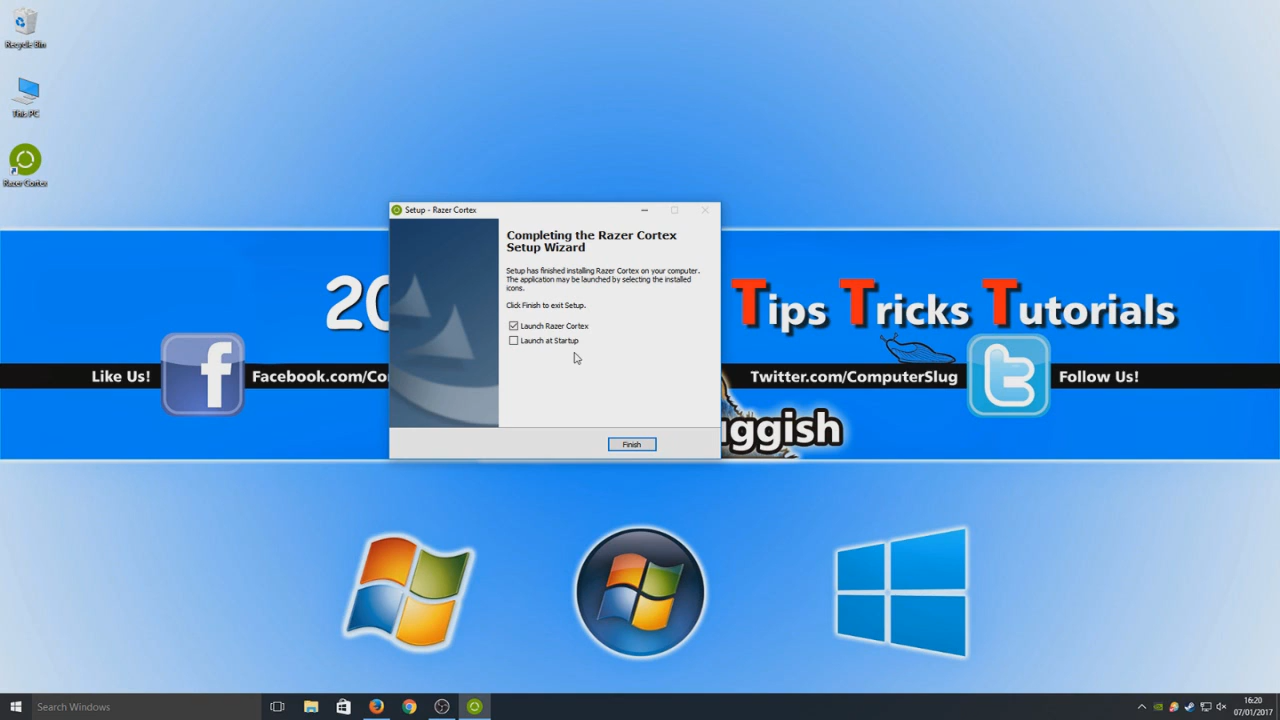 Recycle Bin
This PC
Razer Cortex
Setup - Razer Cortex
Completing the Razer Cortex
Setup Wizard
Setup has finished installing Razer Cortex on your computer.
The application may be launched by selecting the installed
icons.
Click Finish to exit Setup.
Launch Razer Cortex
Launch at Startup
Finish
20
Tips Tricks Tutorials
Like Us!
f
Facebook.com/Co
Twitter.com/ComputerSlug
t
Follow Us!
uggish
Search Windows
16:20
07/01/2017